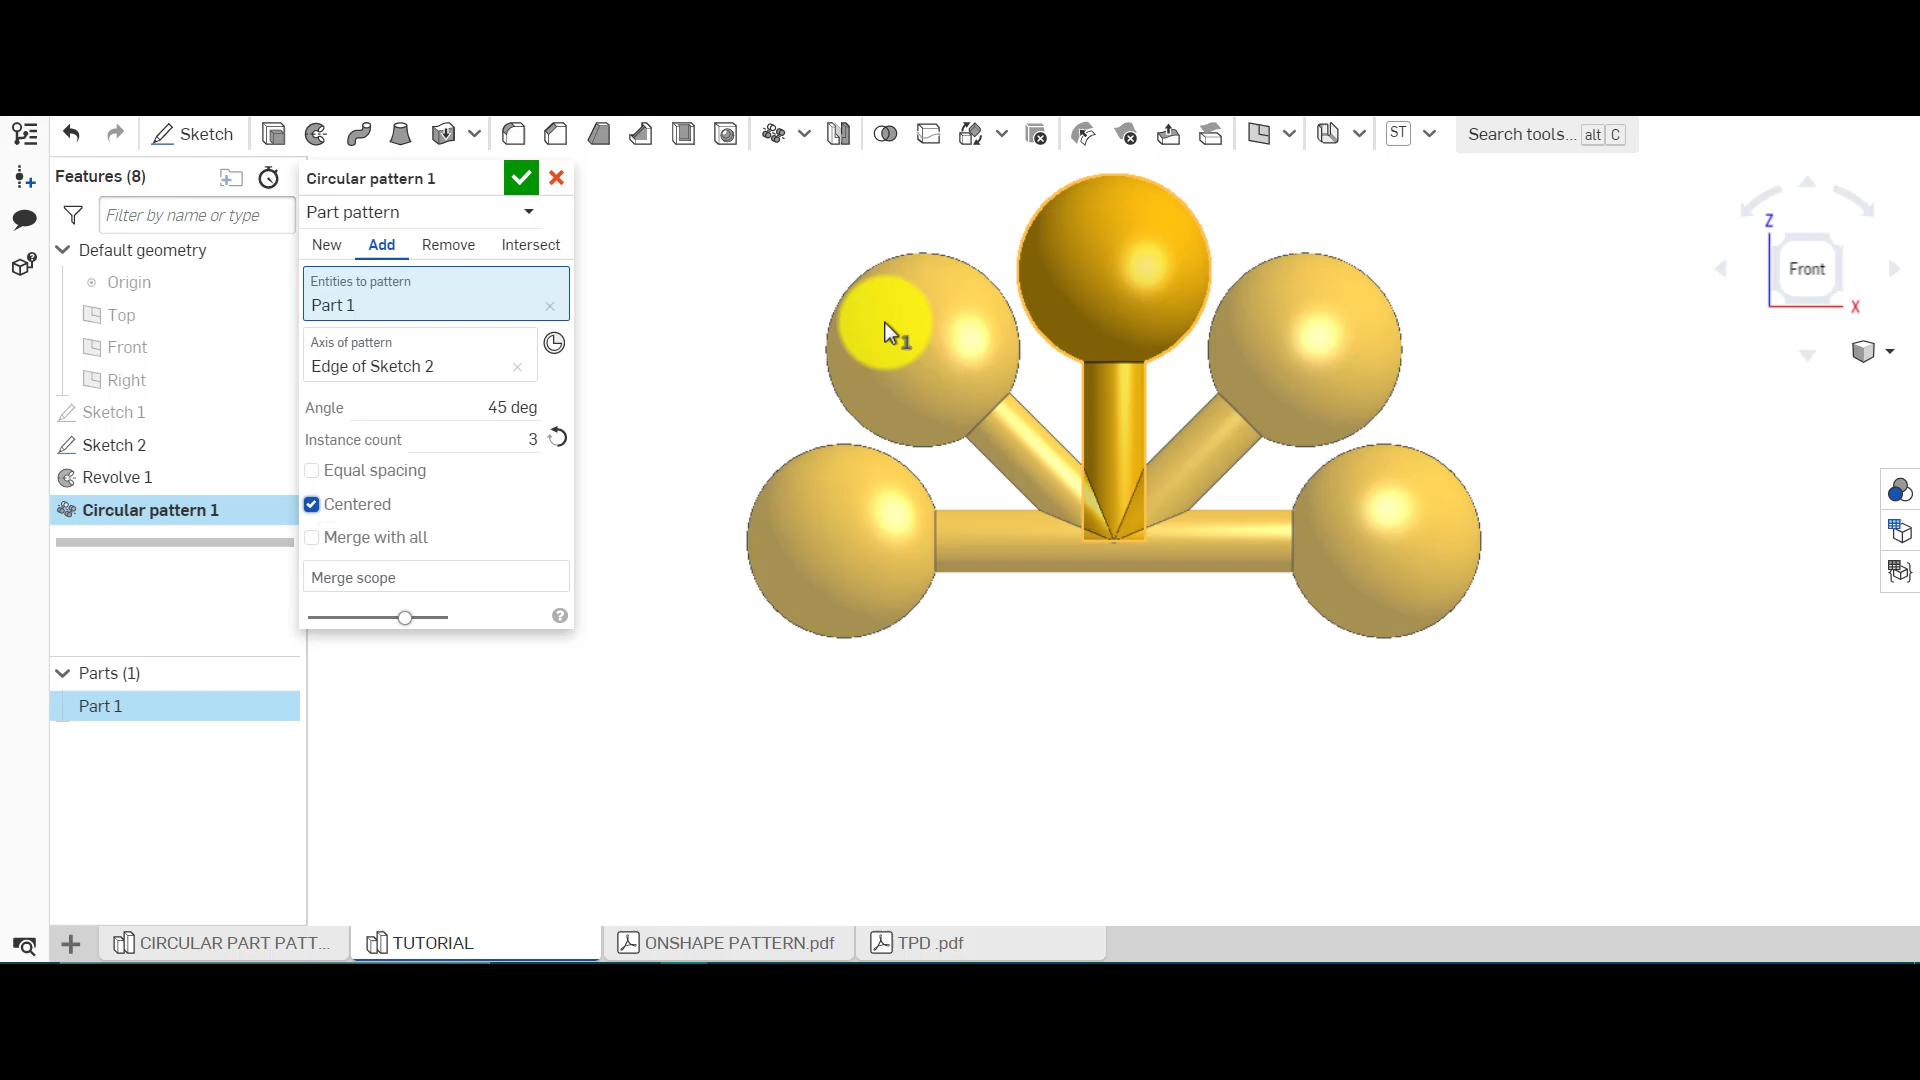 Sketch
ST
Search tools... alt C
Features (8)
Filter by name or type
Default geometry
Origin
Top
Front
Right
Sketch 1
Sketch 2
Revolve 1
Circular pattern 1
Parts (1)
Part 1
Circular pattern 1
Part pattern
New Add Remove Intersect
Entities to pattern
Part 1
Axis of pattern
Edge of Sketch 2
Angle 45 deg
Instance count 3
Equal spacing
Centered
Merge with all
Merge scope
1
Z
Front
X
CIRCULAR PART PATT... TUTORIAL ONSHAPE PATTERN.pdf TPD .pdf